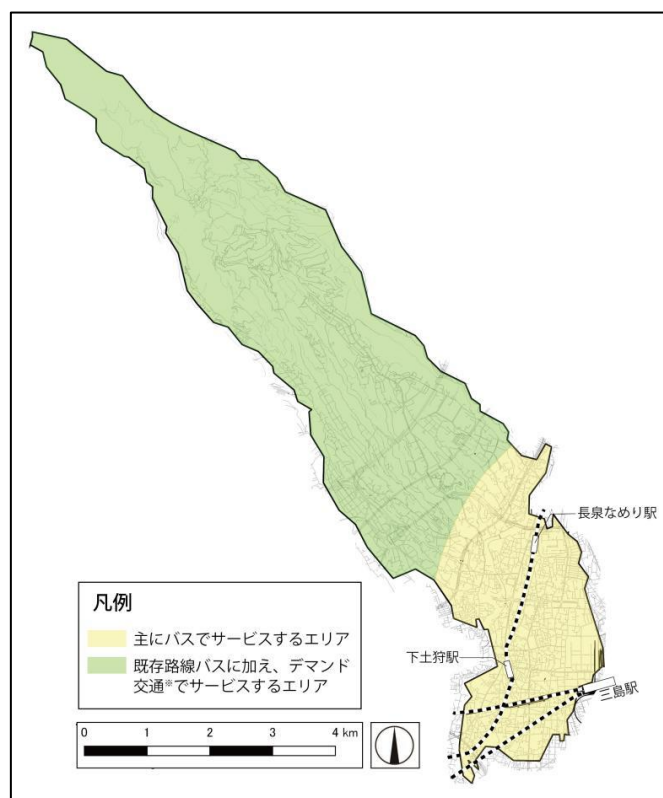 長泉なめり駅
下土狩駅
三島駅
凡例
主にバスでサービスするエリア
既存路線バスに加え、デマンド
交通※でサービスするエリア
0 1 2 3 4 km